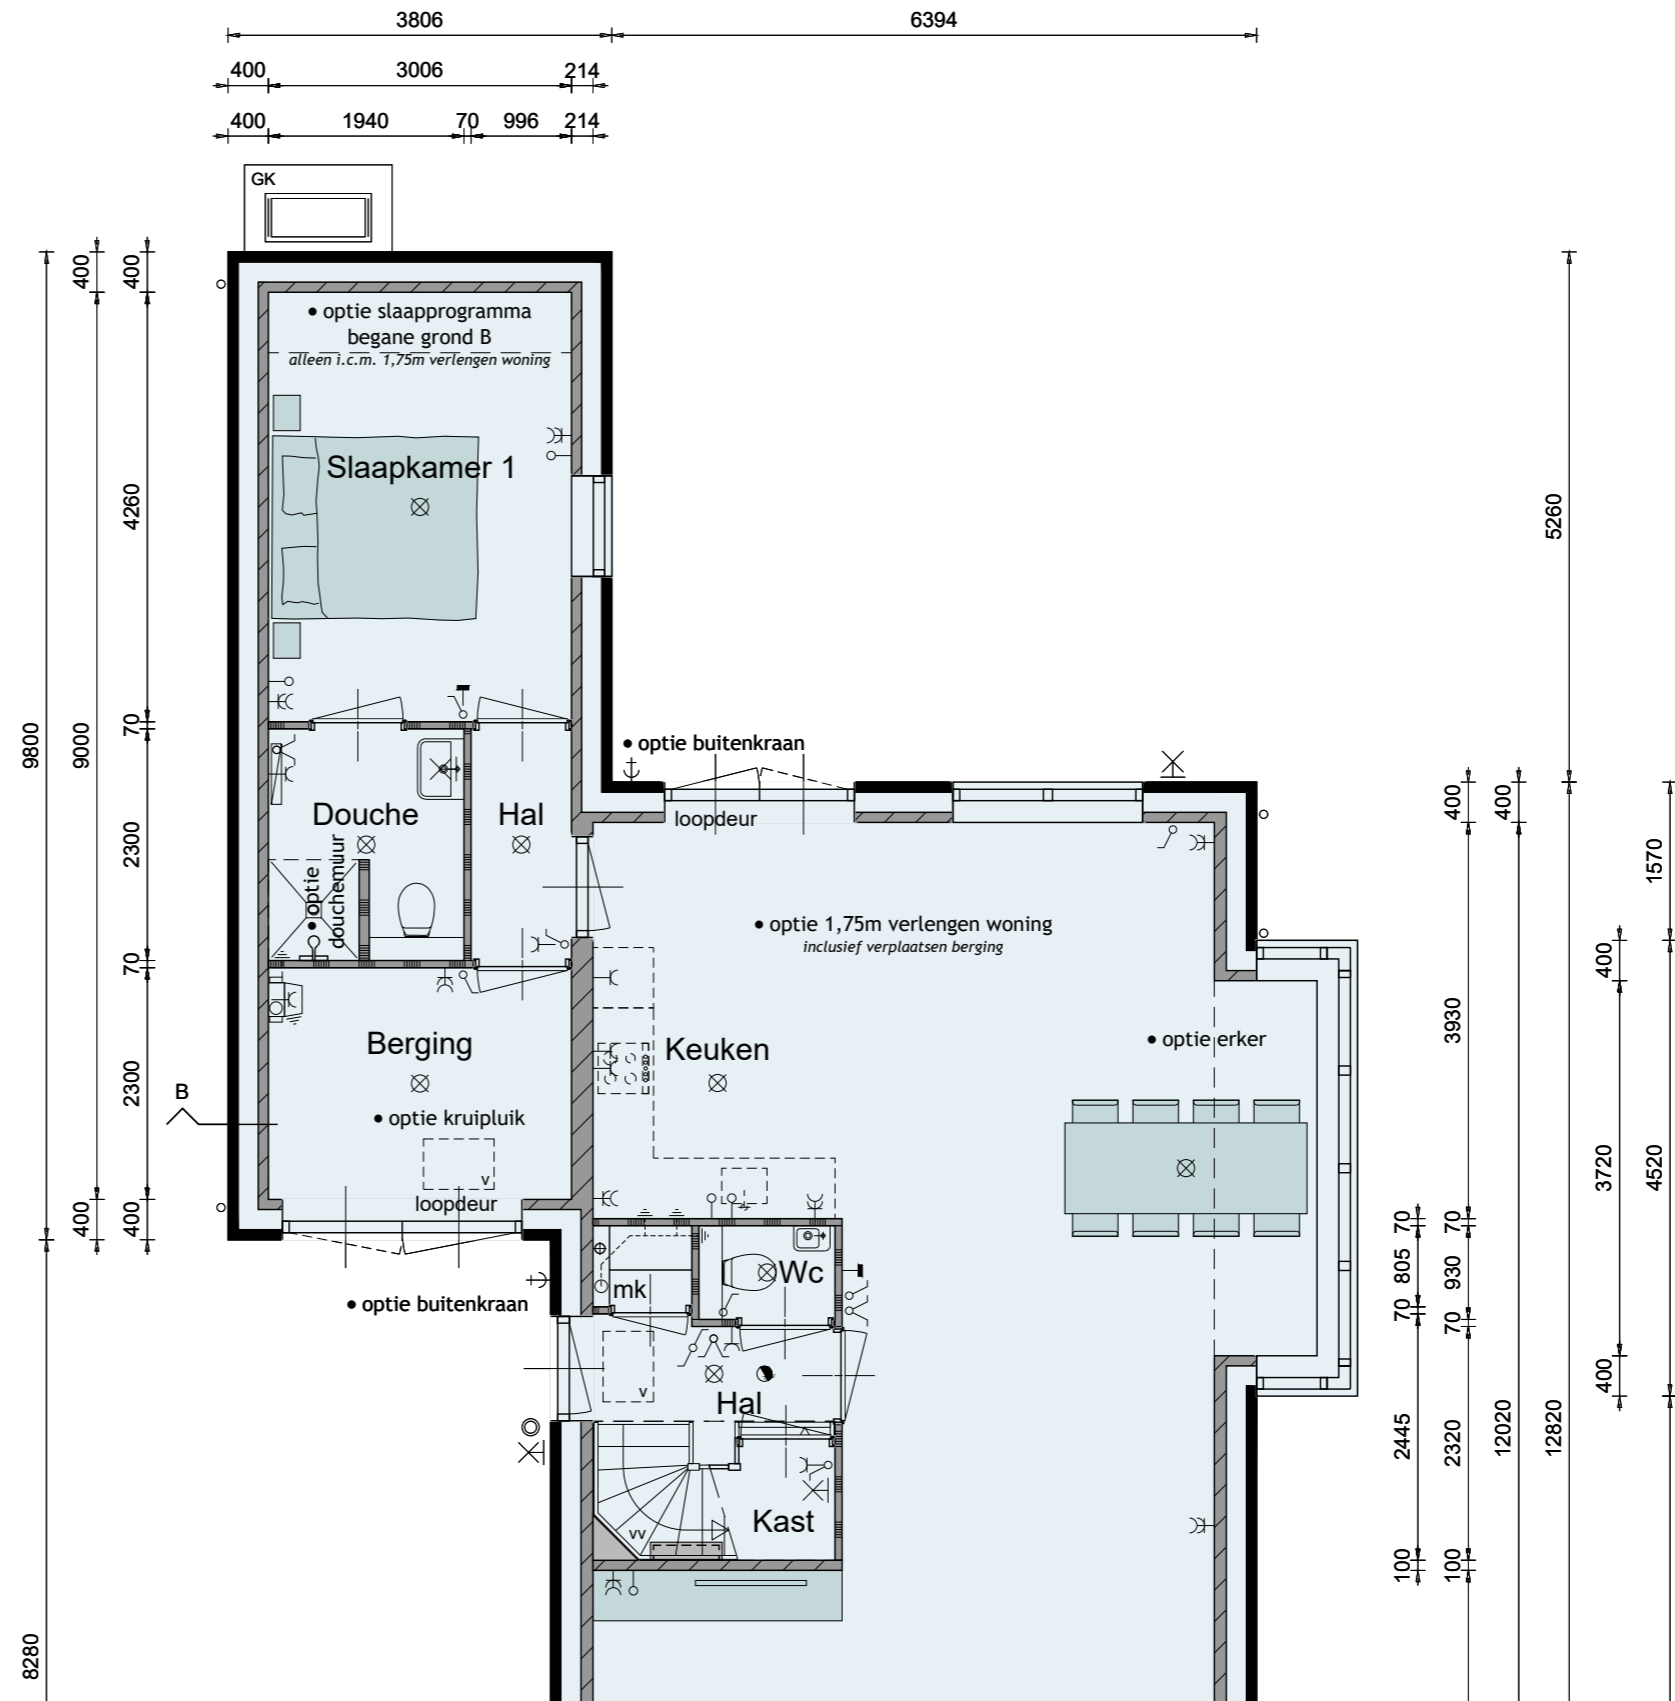 3806 6394
400 3006 214
400 1940 70 996 214
GK
400 400
• optie slaapprogramma
begane grond B
alleen i.c.m. 1,75m verlengen woning
Slaapkamer 1
4260
5260
9800 9000 70
• optie buitenkraan
loopdeur
400 400
Douche
Hal
2300
1570
• optie
douchemuur
• optie 1,75m verlengen woning
inclusief verplaatsen berging
70
400
3930
• optie erker
Berging
Keuken
2300
B
• optie kruipluik
v
3720 4520
loopdeur
400 400
70 70
805 930
mk
Wc
• optie buitenkraan
70 70
400
v
Hal
2445 2320 12020 12820
Kast
vv
100 100
8280